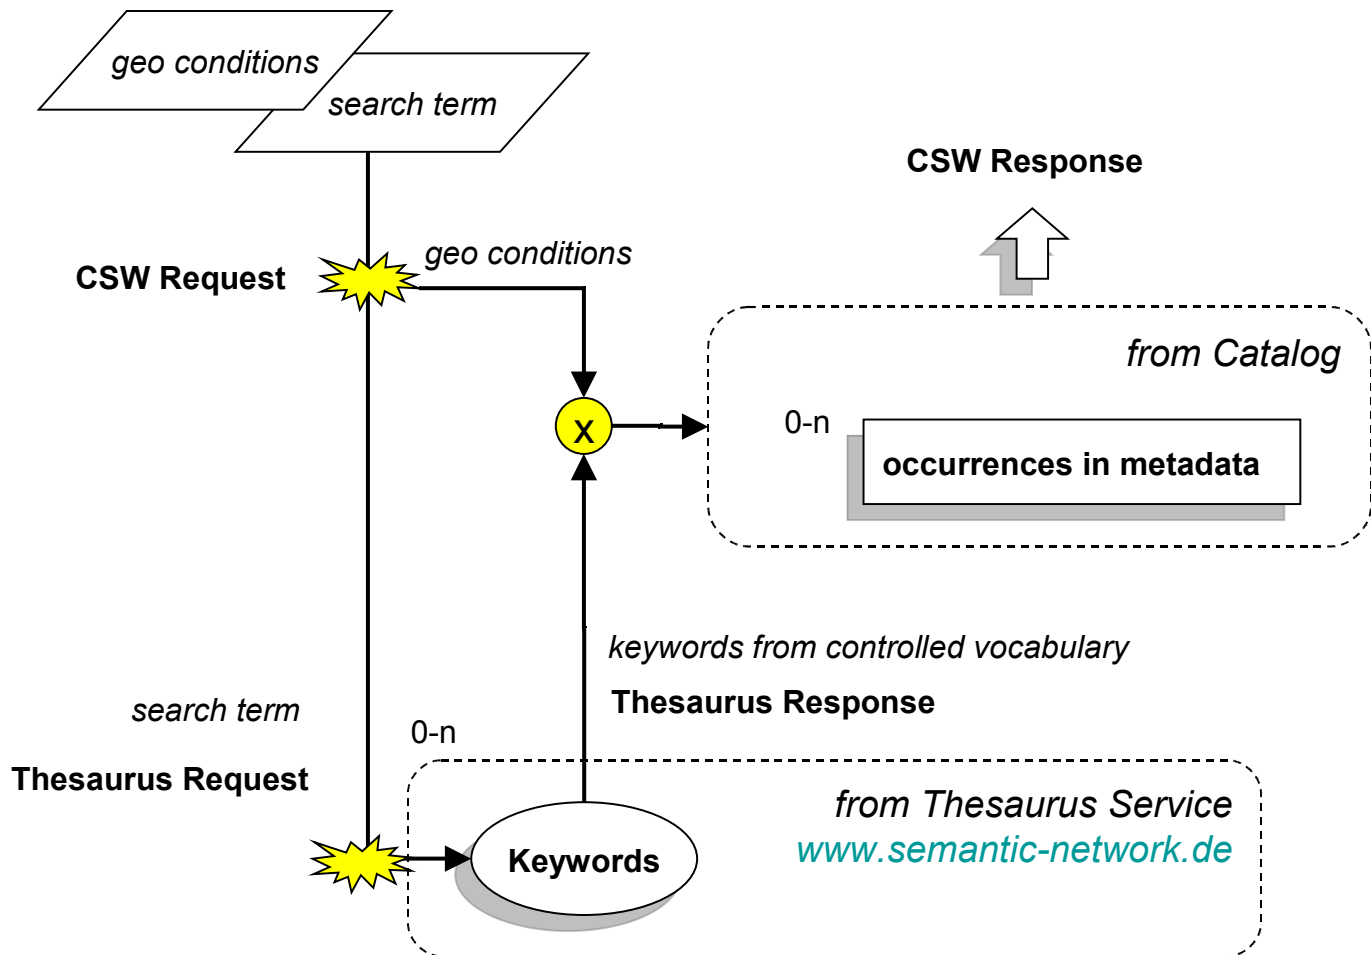 geo conditions
search term
CSW Response
geo conditions
CSW Request
from Catalog
0-n
x
occurrences in metadata
keywords from controlled vocabulary
Thesaurus Response
search term
0-n
Thesaurus Request
from Thesaurus Service
www.semantic-network.de
Keywords